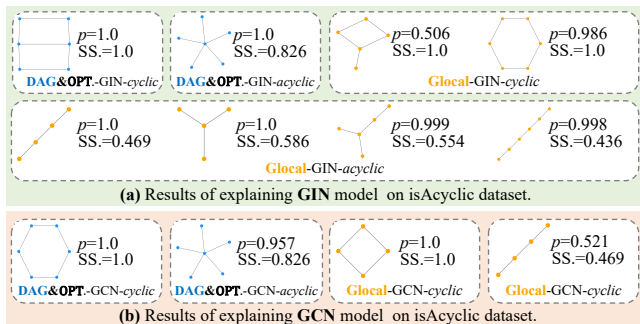 p=1.0
SS.=1.0
DAG&OPT.-GIN-cyclic
p=1.0
SS.=0.826
DAG&OPT.-GIN-acyclic
p=0.506
SS.=1.0
p=0.986
SS.=1.0
Glocal-GIN-cyclic
p=1.0
SS.=0.469
p=1.0
SS.=0.586
p=0.999
SS.=0.554
p=0.998
SS.=0.436
Glocal-GIN-acyclic
(a) Results of explaining GIN model on isAcyclic dataset.
p=1.0
SS.=1.0
DAG&OPT.-GCN-cyclic
p=0.957
SS.=0.826
DAG&OPT.-GCN-acyclic
p=1.0
SS.=1.0
Glocal-GCN-cyclic
p=0.521
SS.=0.469
Glocal-GCN-cyclic
(b) Results of explaining GCN model on isAcyclic dataset.